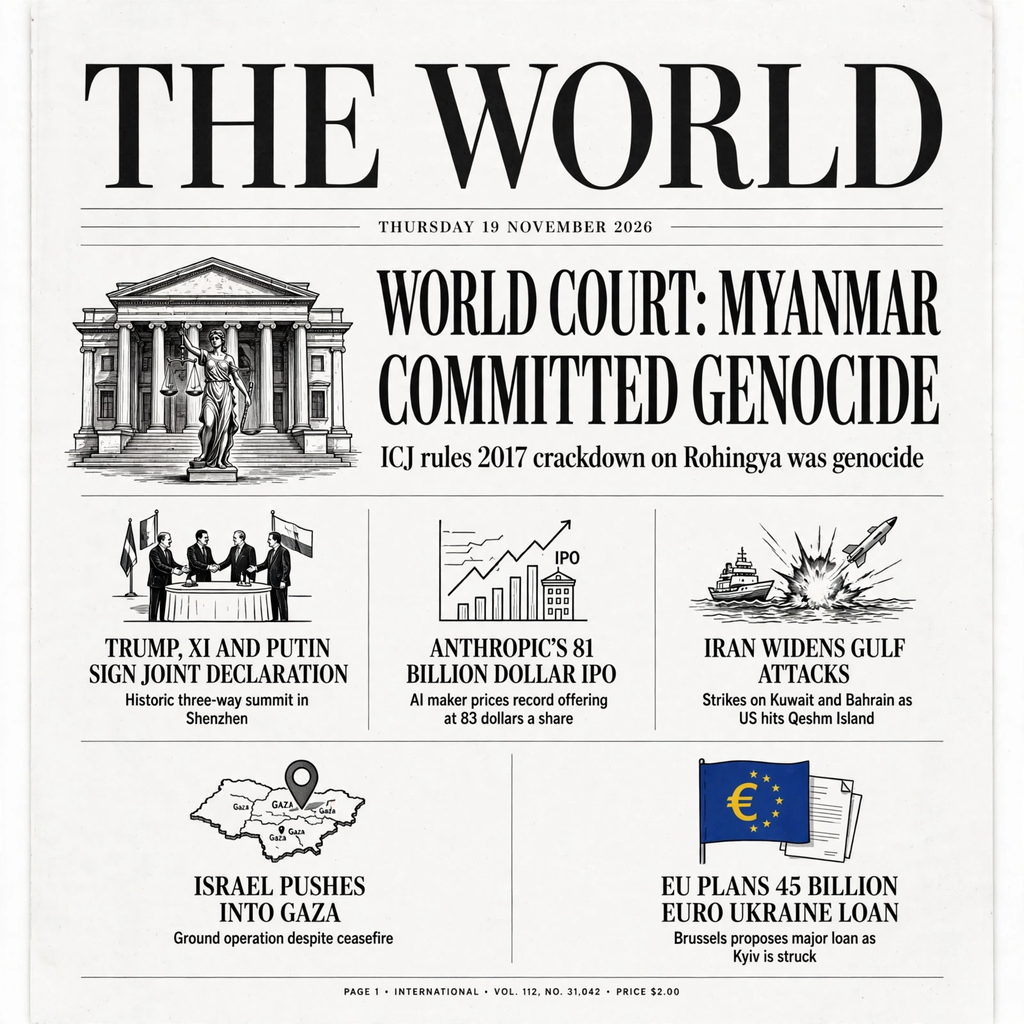 THE WORLD
THURSDAY 19 NOVEMBER 2026
WORLD COURT: MYANMAR
COMMITTED GENOCIDE
ICJ rules 2017 crackdown on Rohingya was genocide
TRUMP, XI AND PUTIN
SIGN JOINT DECLARATION
Historic three-way summit in
Shenzhen
IPO
ANTHROPIC'S 81
BILLION DOLLAR IPO
AI maker prices record offering
at 83 dollars a share
IRAN WIDENS GULF
ATTACKS
Strikes on Kuwait and Bahrain as
US hits Qeshm Island
Gaza
GAZA
Gaza
Gaza
Gaza
ISRAEL PUSHES
INTO GAZA
Ground operation despite ceasefire
€
EU PLANS 45 BILLION
EURO UKRAINE LOAN
Brussels proposes major loan as
Kyiv is struck
PAGE 1 • INTERNATIONAL • VOL. 112, NO. 31,042 • PRICE $2.00